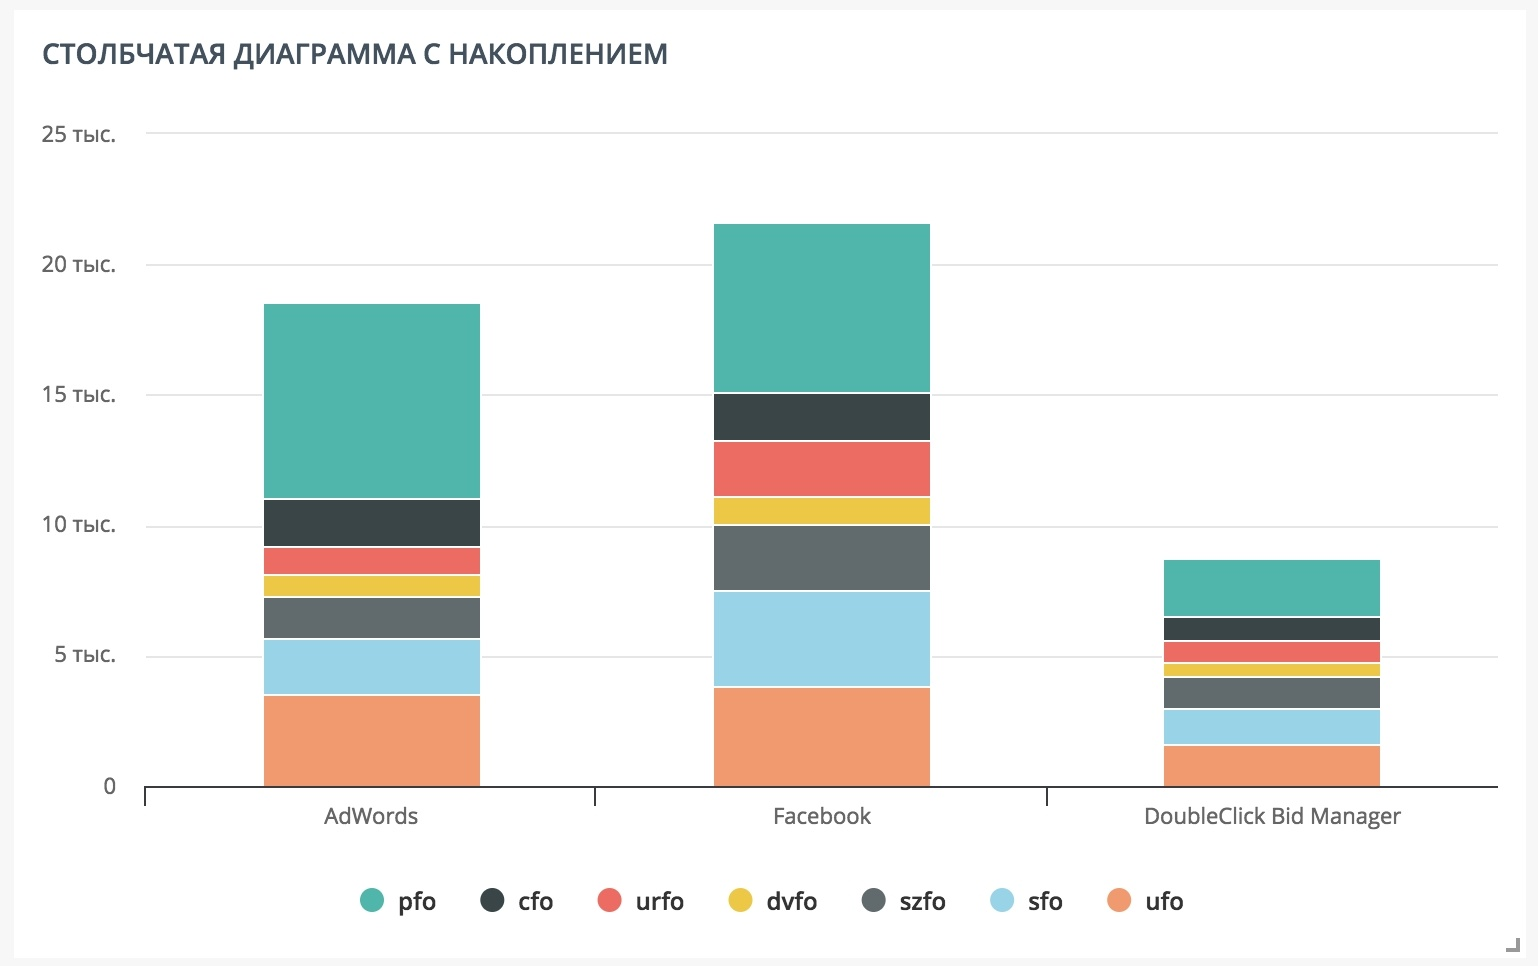 СТОЛБЧАТАЯ ДИАГРАММА С НАКОПЛЕНИЕМ
25 тыс.
20 тыс.
15 тыс.
10 тыс.
5 тыс.
0
AdWords Facebook DoubleClick Bid Manager
pfo cfo urfo dvfo szfo sfo ufo